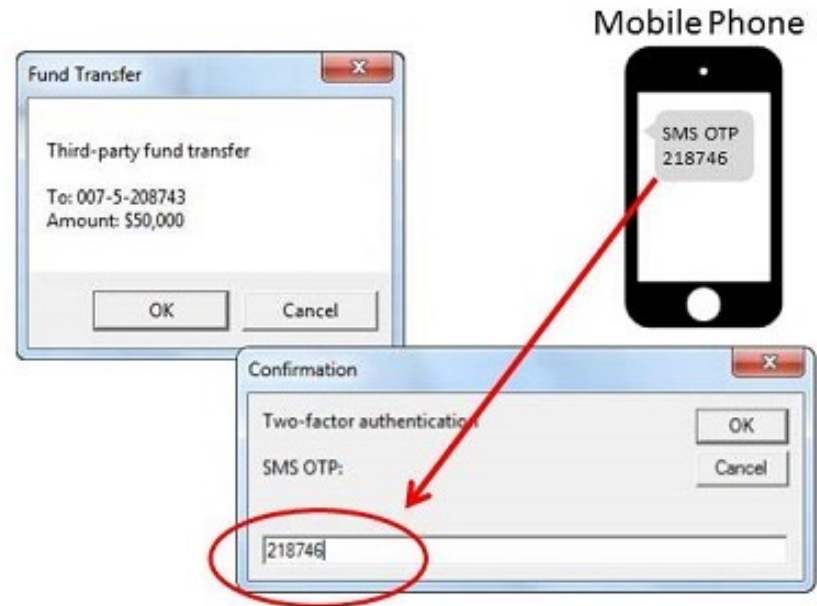 Mobile Phone
Fund Transfer
Third-party fund transfer
To: 007-5-208743
Amount: $50,000
OK
Cancel
SMS OTP
218746
Confirmation
Two-factor authentication
OK
SMS OTP:
Cancel
218746